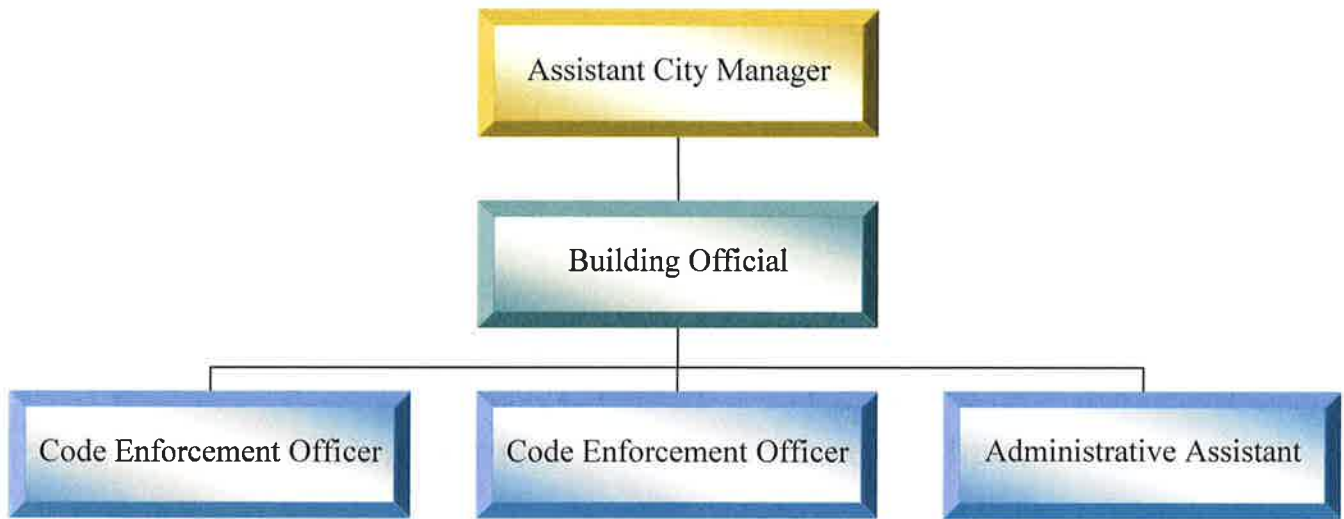 Assistant City Manager
Building Official
Code Enforcement Officer
Code Enforcement Officer
Administrative Assistant